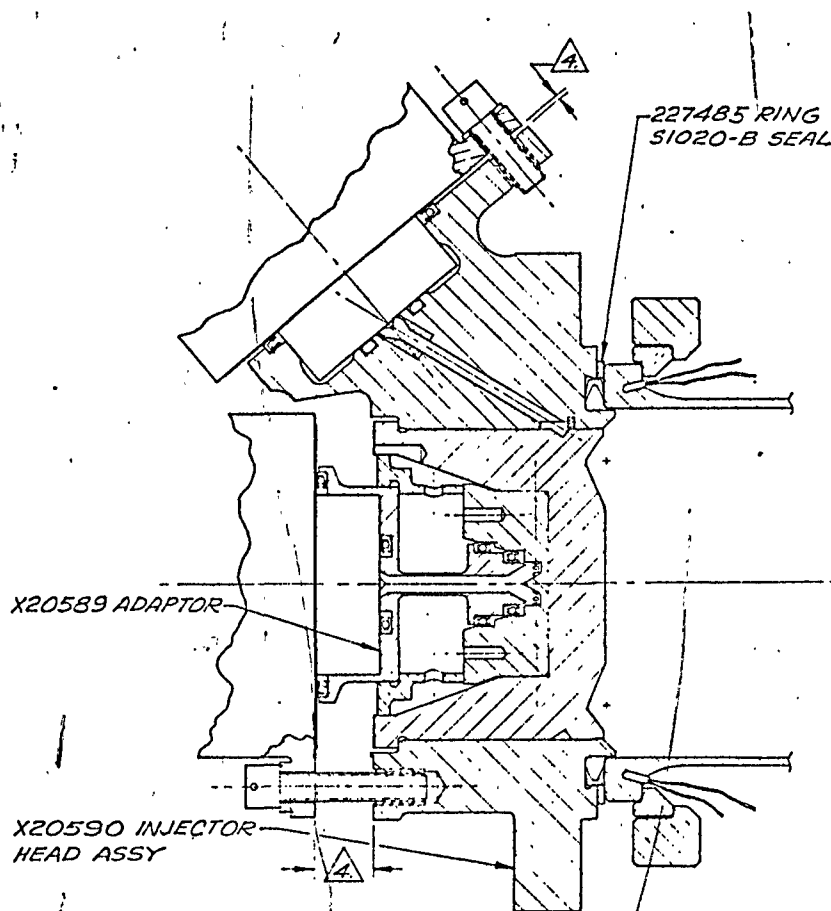 4.
227485 RING
S1020-B SEAL
X20589 ADAPTOR
X20590 INJECTOR
HEAD ASSY
4.